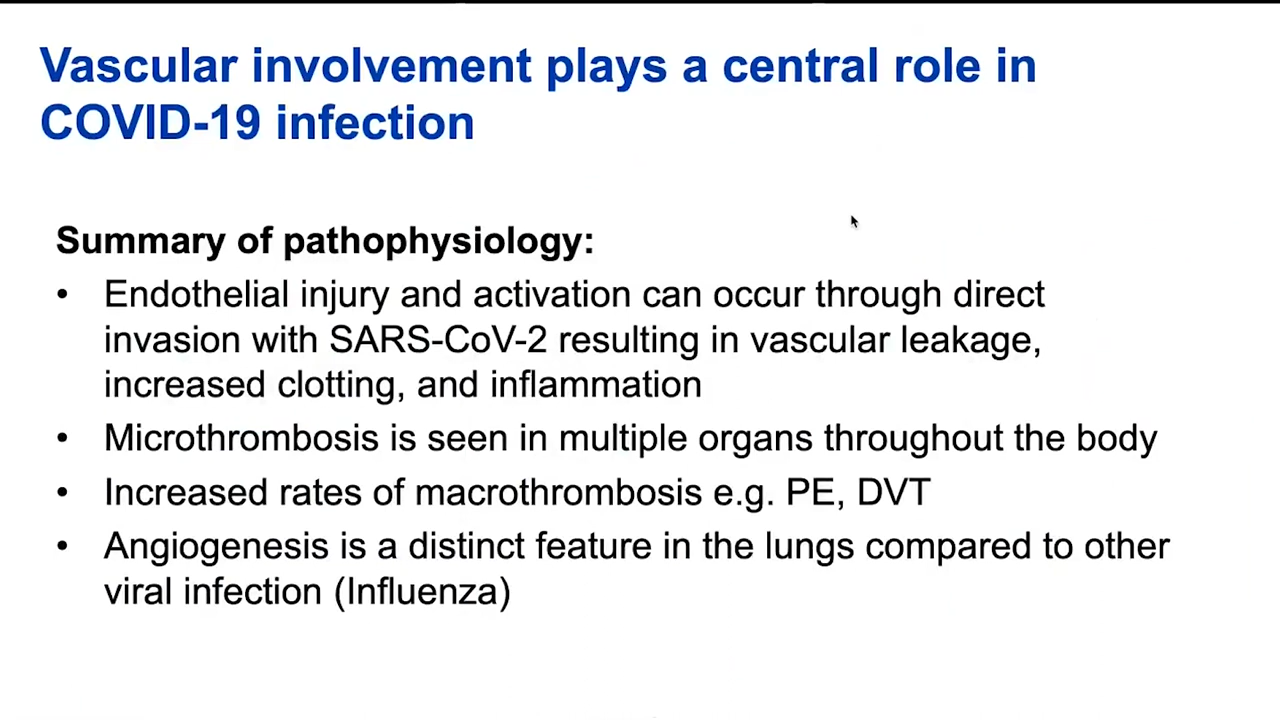 Vascular involvement plays a central role in
COVID-19 infection
Summary of pathophysiology:
• Endothelial injury and activation can occur through direct
invasion with SARS-CoV-2 resulting in vascular leakage,
increased clotting, and inflammation
• Microthrombosis is seen in multiple organs throughout the body
• Increased rates of macrothrombosis e.g. PE, DVT
• Angiogenesis is a distinct feature in the lungs compared to other
viral infection (Influenza)